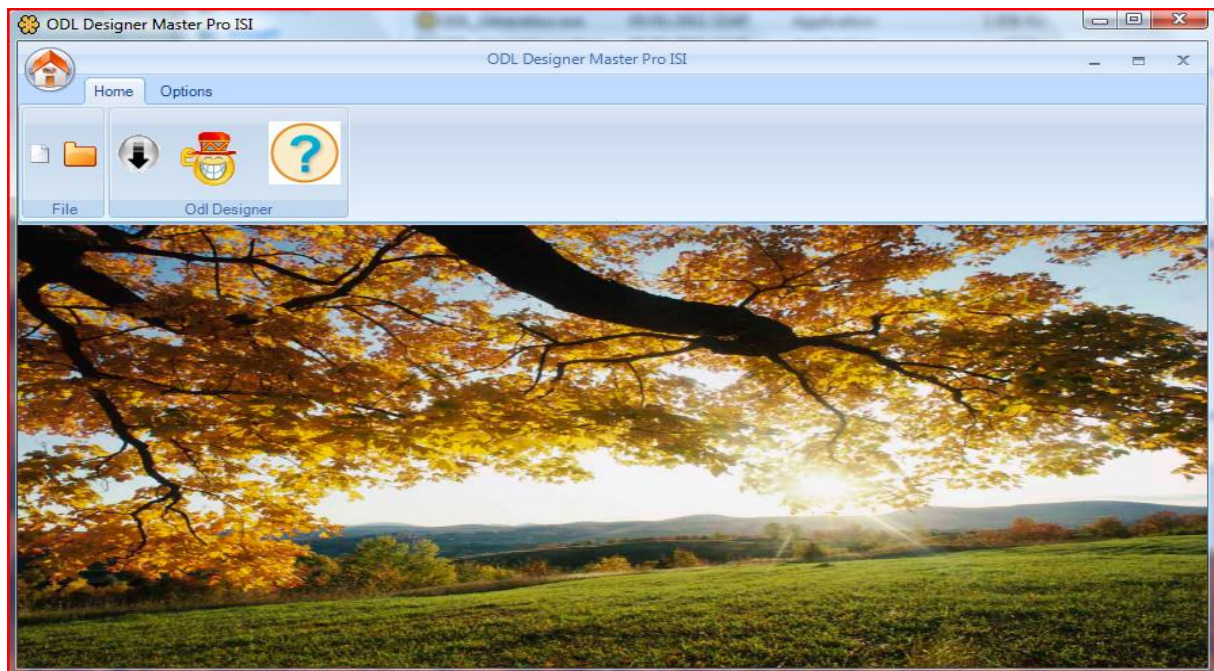 ODL Designer Master Pro ISI
ODL Designer Master Pro ISI
Home Options
File Odl Designer